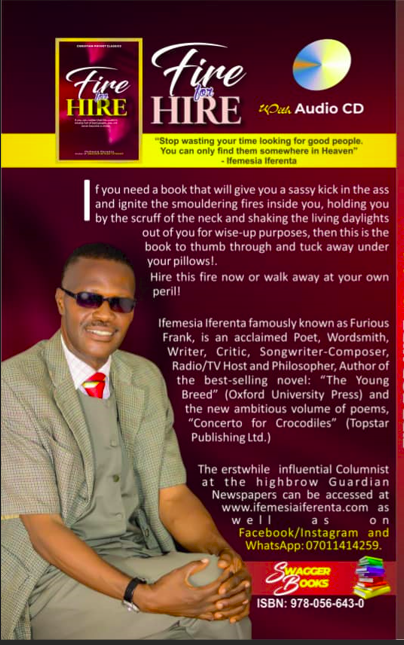 Fire
for
HIRE
Fire
for
HIRE
With Audio CD
“Stop wasting your time looking for good people.
You can only find them somewhere in Heaven”
- Ifemesia Iferenta
If you need a book that will give you a sassy kick in the ass
and ignite the smouldering fires inside you, holding you
by the scruff of the neck and shaking the living daylights
out of you for wise-up purposes, then this is the
book to thumb through and tuck away under
your pillows!.
Hire this fire now or walk away at your own
peril!
Ifemesia Iferenta famously known as Furious
Frank, is an acclaimed Poet, Wordsmith,
Writer, Critic, Songwriter-Composer,
Radio/TV Host and Philosopher, Author of
the best-selling novel: “The Young
Breed” (Oxford University Press) and
the new ambitious volume of poems,
“Concerto for Crocodiles” (Topstar
Publishing Ltd.)
The erstwhile influential Columnist
at the highbrow Guardian
Newspapers can be accessed at
www.ifemesiaiferenta.com as
well as on
Facebook/Instagram and
WhatsApp: 07011414259.
SWAGGER
BOOKS
ISBN: 978-056-643-0